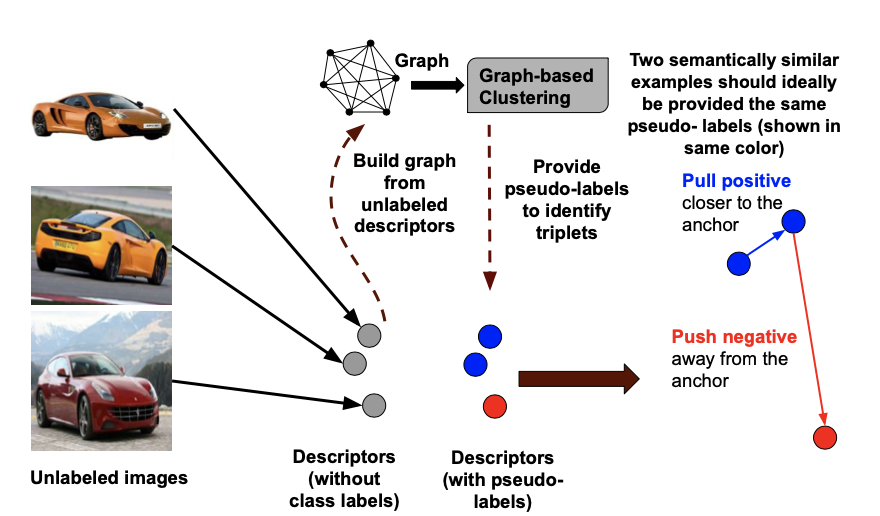 Graph
Graph-based
Clustering
Build graph
from
unlabeled
descriptors
Provide
pseudo-labels
to identify
triplets
Two semantically similar
examples should ideally
be provided the same
pseudo- labels (shown in
same color)
Pull positive
closer to the
anchor
Push negative
away from the
anchor
Unlabeled images
Descriptors
(without
class labels)
Descriptors
(with pseudo-
labels)